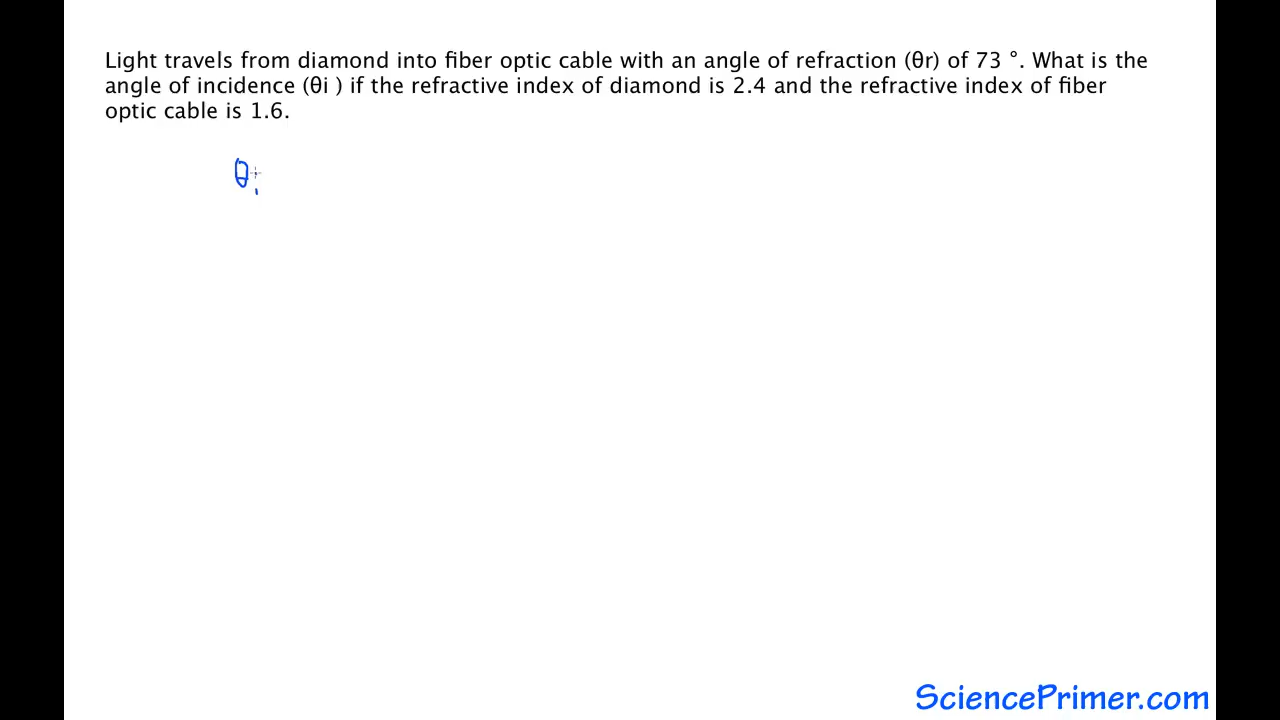 Light travels from diamond into fiber optic cable with an angle of refraction (θr) of 73 °. What is the
angle of incidence (θi ) if the refractive index of diamond is 2.4 and the refractive index of fiber
optic cable is 1.6.
θi
SciencePrimer.com